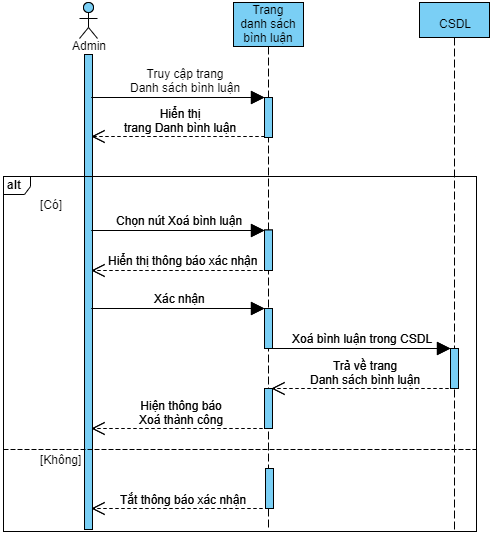 Admin
Trang
danh sách
bình luận
CSDL
Truy cập trang
Danh sách bình luận
Hiển thị
trang Danh bình luận
alt
[Có]
Chọn nút Xoá bình luận
Hiển thị thông báo xác nhận
Xác nhận
Xoá bình luận trong CSDL
Trả về trang
Danh sách bình luận
Hiện thông báo
Xoá thành công
[Không]
Tắt thông báo xác nhận